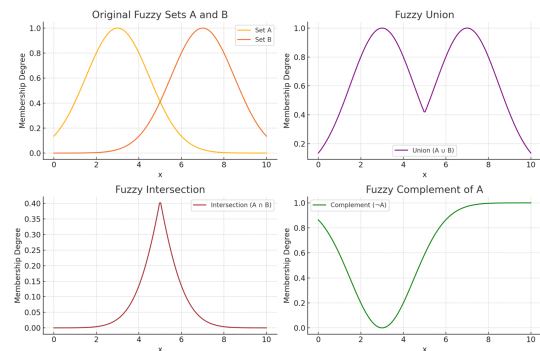 Original Fuzzy Sets A and B
Membership Degree
1.0
0.8
0.6
0.4
0.2
0.0
Set A
Set B
0 2 4 6 8 10
x
Fuzzy Union
Membership Degree
1.0
0.8
0.6
0.4
0.2
Union (A ∪ B)
0 2 4 6 8 10
x
Fuzzy Intersection
Membership Degree
0.40
0.35
0.30
0.25
0.20
0.15
0.10
0.05
0.00
Intersection (A ∩ B)
0 2 4 6 8 10
x
Fuzzy Complement of A
Membership Degree
1.0
0.8
0.6
0.4
0.2
0.0
Complement (¬A)
0 2 4 6 8 10
x